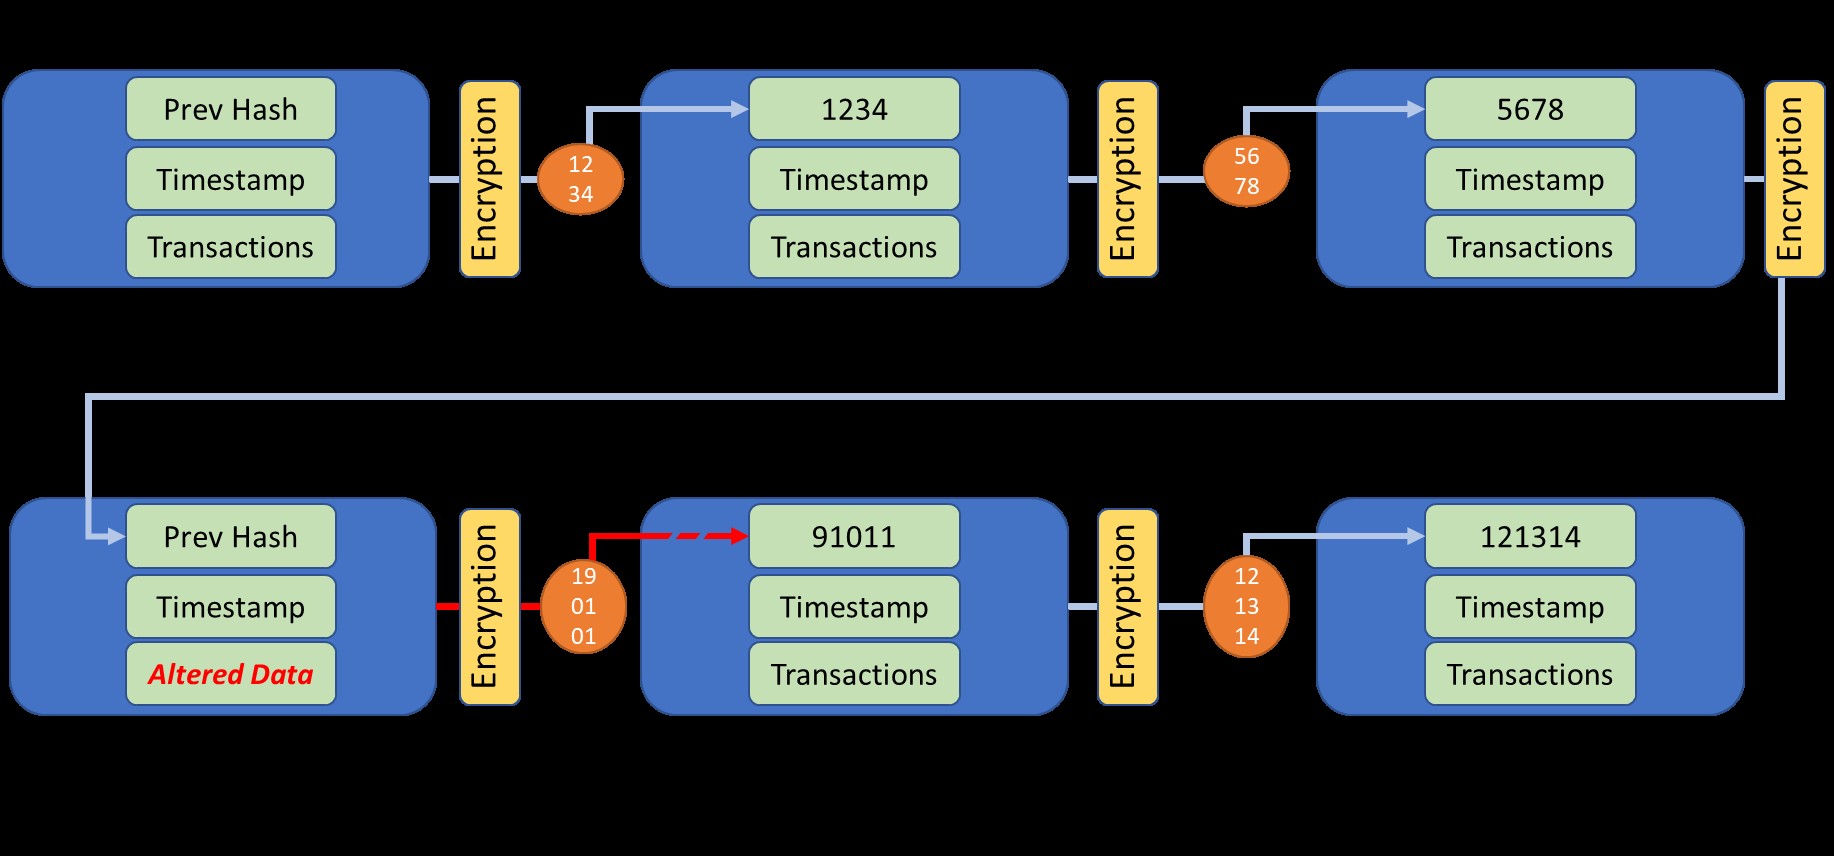 Prev Hash
Timestamp
Transactions
Encryption
12
34
1234
Timestamp
Transactions
Encryption
56
78
5678
Timestamp
Transactions
Encryption
Prev Hash
Timestamp
Altered Data
Encryption
19
01
01
91011
Timestamp
Transactions
Encryption
12
13
14
121314
Timestamp
Transactions